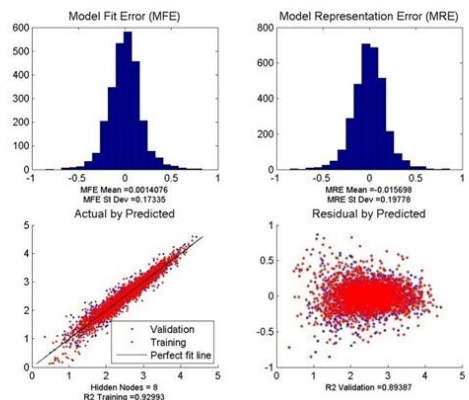 Model Fit Error (MFE)
600
500
400
300
200
100
0
-1 -0.5 0 0.5 1
MFE Mean =0.0014076
MFE St Dev =0.17335
Model Representation Error (MRE)
800
600
400
200
0
-1 -0.5 0 0.5 1
MRE Mean =-0.015698
MRE St Dev =0.19778
Actual by Predicted
5
4
3
2
1
0
0 1 2 3 4 5
Validation
Training
Perfect fit line
Hidden Nodes = 8
R2 Training =0.92993
Residual by Predicted
1
0.5
0
-0.5
-1
0 1 2 3 4 5
R2 Validation =0.89387